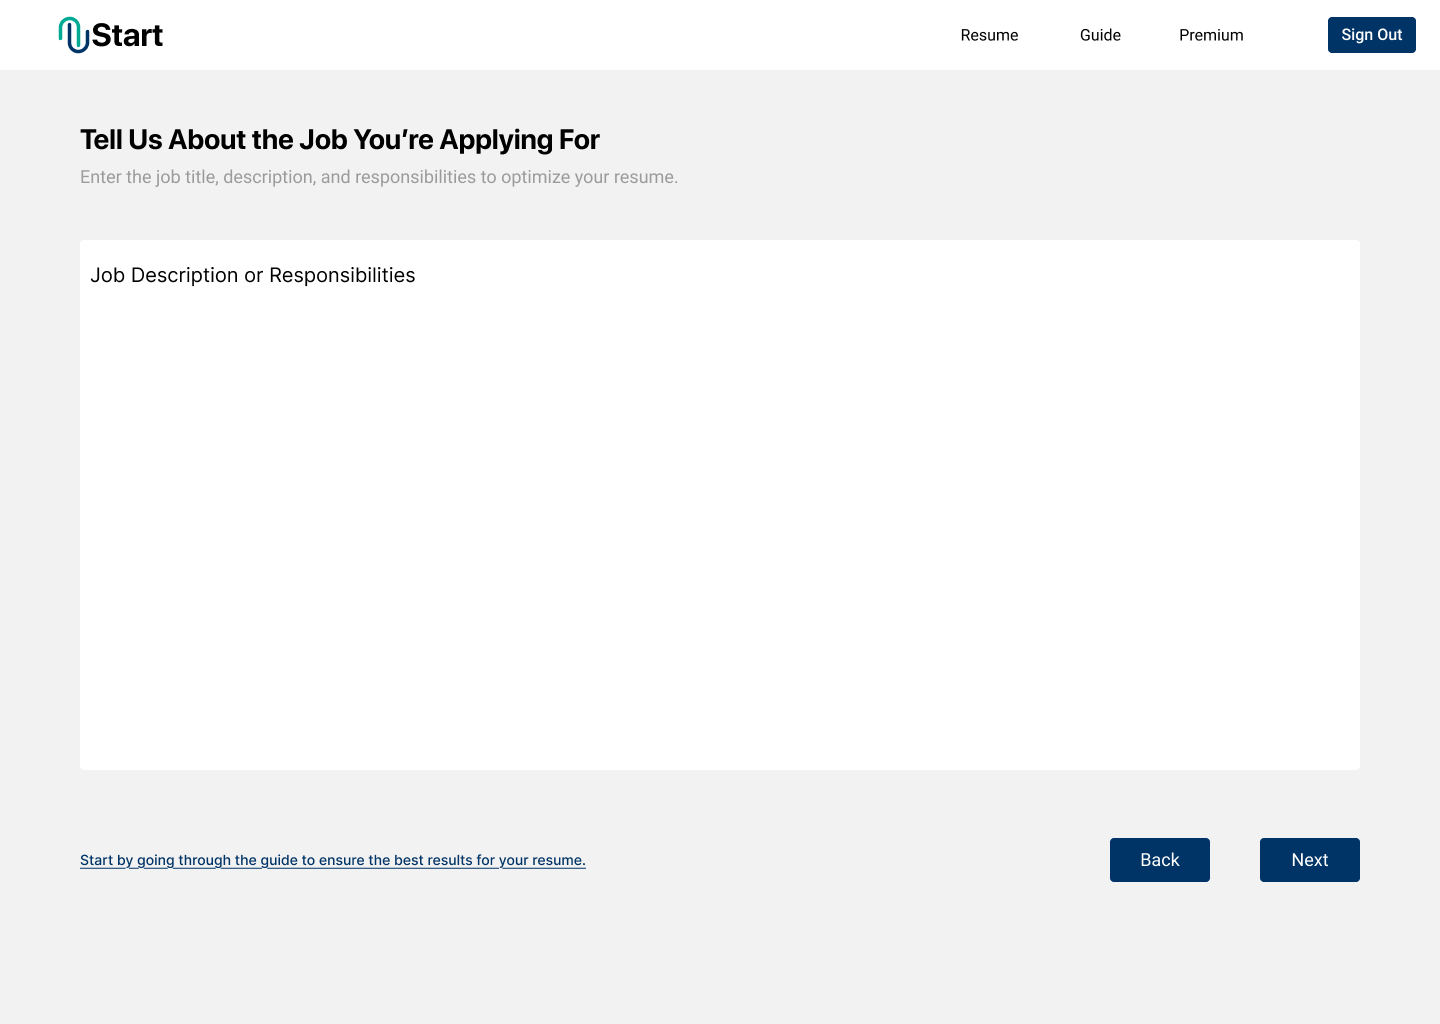 Start
Resume
Guide
Premium
Sign Out
Tell Us About the Job You’re Applying For
Enter the job title, description, and responsibilities to optimize your resume.
Job Description or Responsibilities
Start by going through the guide to ensure the best results for your resume.
Back
Next